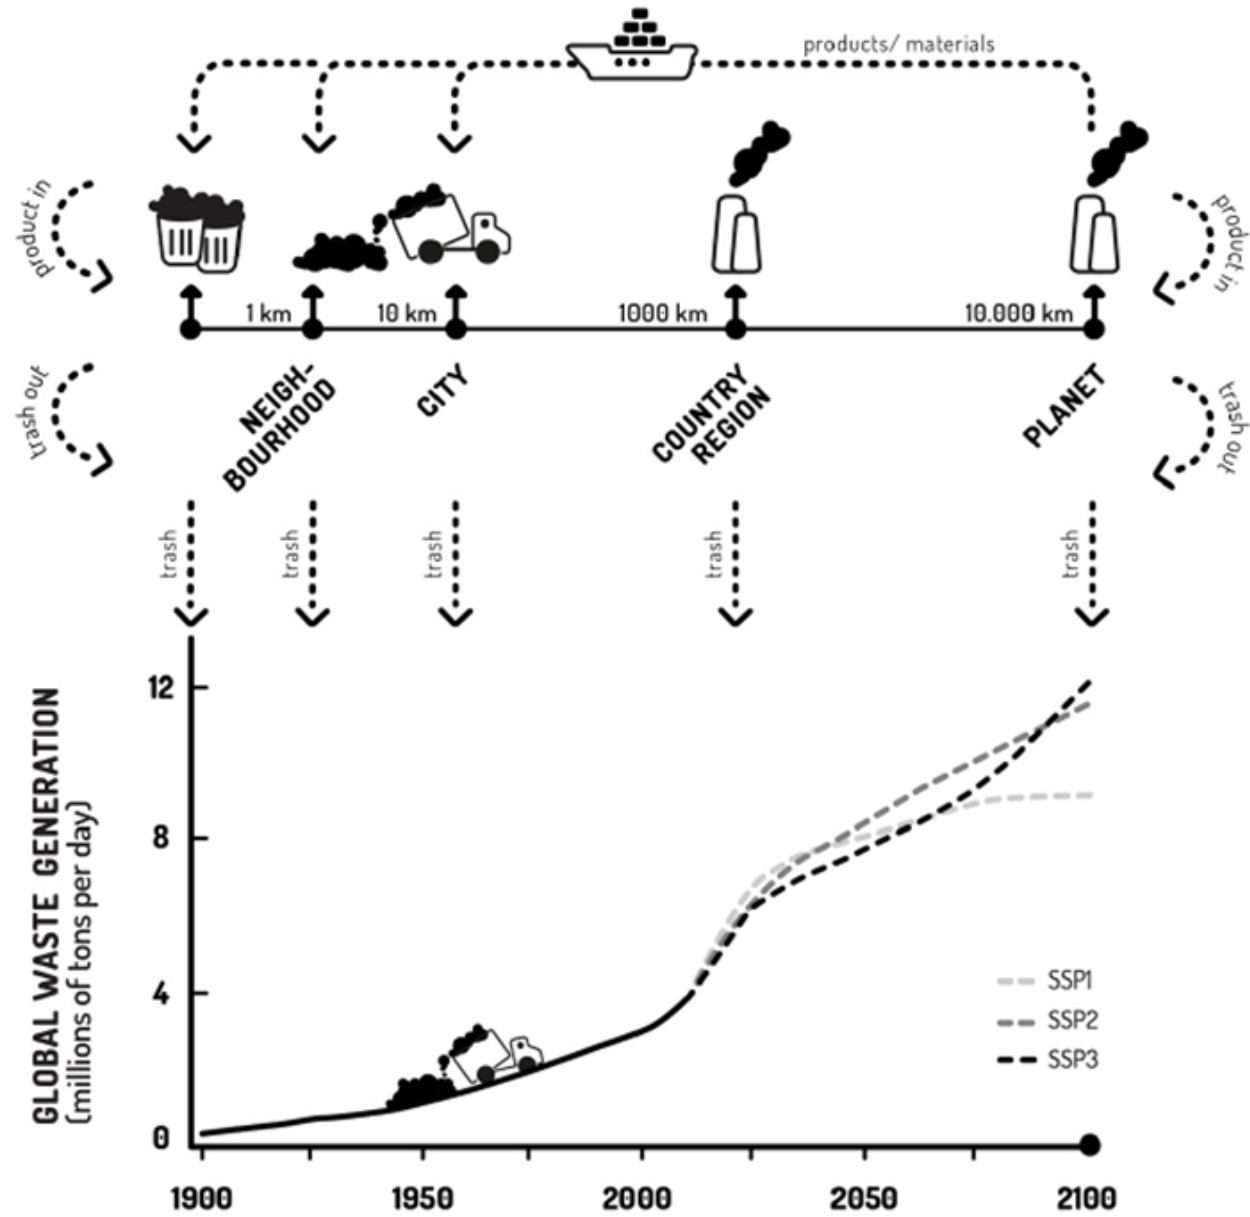 products/ materials
product in
product in
1 km
10 km
1000 km
10.000 km
trash out
NEIGH-
BOURHOOD
CITY
COUNTRY
REGION
PLANET
trash out
trash
trash
trash
trash
trash
GLOBAL WASTE GENERATION
(millions of tons per day)
12
8
4
0
SSP1
SSP2
SSP3
1900
1950
2000
2050
2100